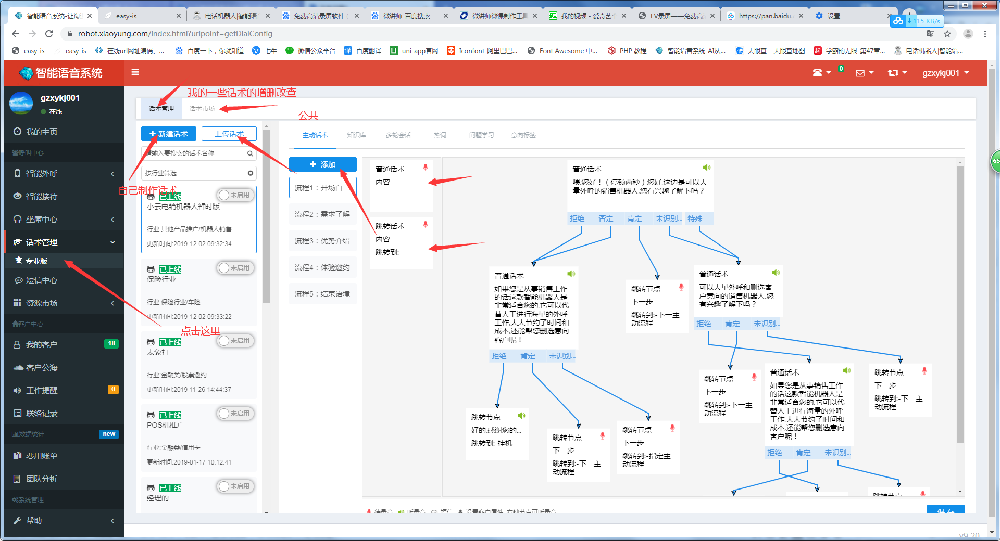 智能语音系统-让沟
easy-is
电话机器人|智能语音
免费高清录屏软件（
微讲师_百度搜索
微讲师微课制作工具
我的视频 - 爱奇艺个
EV录屏——免费高清
https://pan.baidu.
设置
115 KB/s
robot.xiaoyung.com/index.html?urlpoint=getDialConfig
easy-is
easy-is
在线url网址编码、...
百度一下，你就知道
七牛
微信公众平台
百度翻译
uni-app官网
Iconfont-阿里巴巴...
Font Awesome 中...
PHP 教程
智能语音系统-AI从...
天眼查 – 天眼查地图
学霸的无限_第47章...
电话机器人|智能语...
智能语音系统
0
gzxykj001
gzxykj001
在线
我的主页
呼叫中心
智能外呼
智能接待
坐席中心
话术管理
专业版
短信中心
资源市场
客户中心
我的客户
18
客户公海
工作提醒
0
联络记录
数据统计
new
费用账单
团队分析
系统管理
帮助
我的一些话术的增删改查
话术管理
话术市场
公共
新建话术
上传话术
请输入要搜索的话术名称
按行业筛选
自己制作话术
已上线
未启用
小云电销机器人暂时版
行业:其他产品推广/机器人销售
更新时间:2019-12-02 09:32:34
已上线
未启用
保险行业
行业:保险行业/车险
更新时间:2019-12-02 09:33:22
点击这里
已上线
未启用
表象打
行业:金融类/股票邀约
更新时间:2019-11-26 14:44:37
已上线
未启用
POS机推广
行业:金融类/信用卡
更新时间:2019-01-17 10:12:41
已上线
未启用
经理的
主动话术
知识库
多轮会话
热词
问题学习
意向标签
添加
流程1：开场白
流程2：需求了解
流程3：优势介绍
流程4：体验邀约
流程5：结束语境
普通话术
内容
跳转话术
内容
跳转到: -
普通话术
喂,您好！（停顿两秒）您好,这边是可以大
量外呼的销售机器人,您有兴趣了解下吗？
拒绝
否定
肯定
未识别...
特殊
普通话术
如果您是从事销售工作
的话这款智能机器人是
非常适合您的,它可以代
替人工进行海量的外呼
工作,大大节约了时间和
成本,还能帮您删选意向
客户呢！
拒绝
肯定
未识别...
跳转节点
下一步
跳转到:-下一主
动流程
普通话术
可以大量外呼和删选客
户意向的销售机器人,您
有兴趣了解下吗？
拒绝
肯定
未识别...
跳转节点
下一步
跳转到:-下一主
动流程
普通话术
如果您是从事销售工作
的话这款智能机器人是
非常适合您的,它可以代
替人工进行海量的外呼
工作,大大节约了时间和
成本,还能帮您删选意向
客户呢！
拒绝
肯定
未识别...
跳转节点
下一步
跳转到:-下一主
动流程
跳转节点
好的,感谢您的...
跳转到:-挂机
跳转节点
下一步
跳转到:-下一主
动流程
跳转节点
下一步
跳转到:-指定主
动流程
跳转节点
待录音
听录音
短信
设置客户属性; 右键节点可听录音
保存
v9.20
65